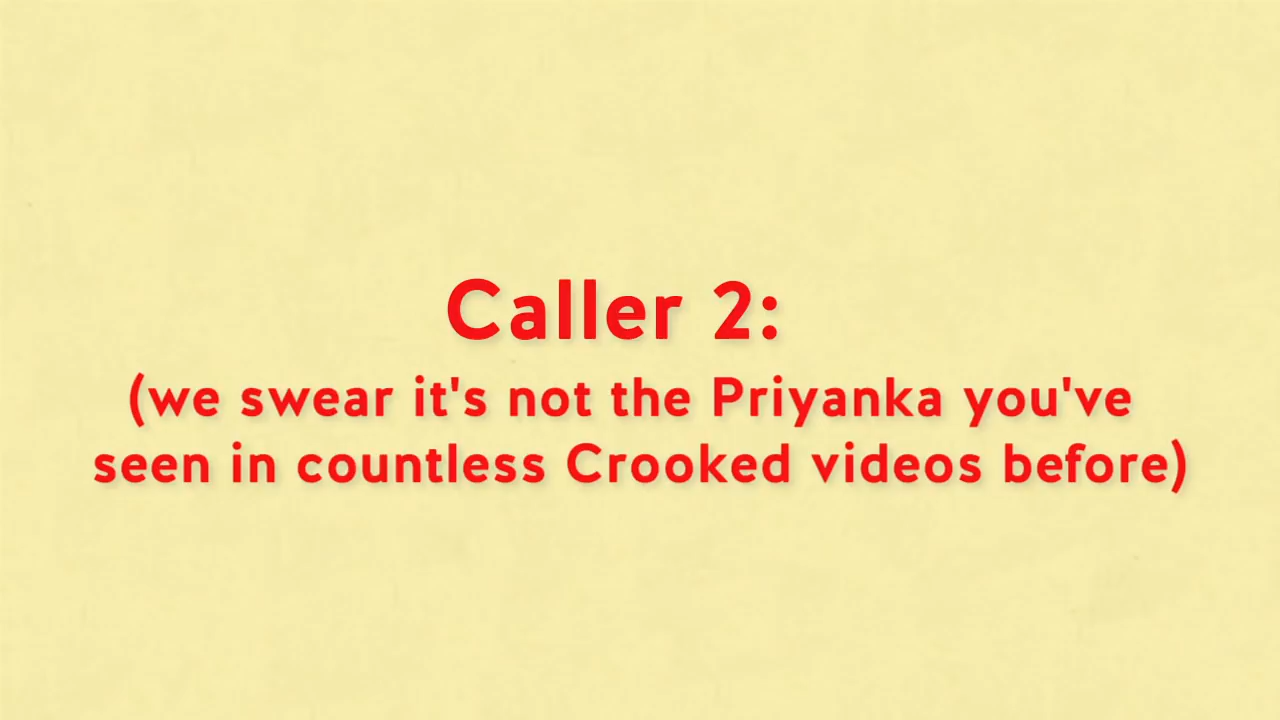 Caller 2:
(we swear it's not the Priyanka you've
seen in countless Crooked videos before)